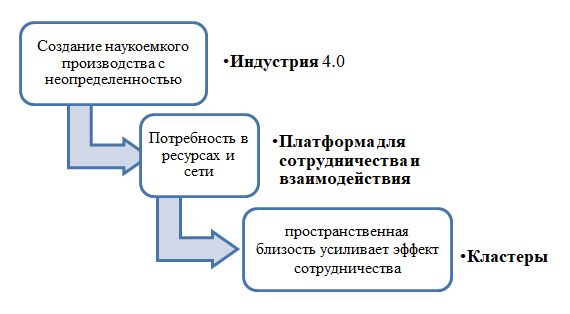 Создание наукоемкого
производства с
неопределенностью
•Индустрия 4.0
Потребность в
ресурсах и
сети
•Платформа для
сотрудничества и
взаимодействия
пространственная
близость усиливает эффект
сотрудничества
•Кластеры